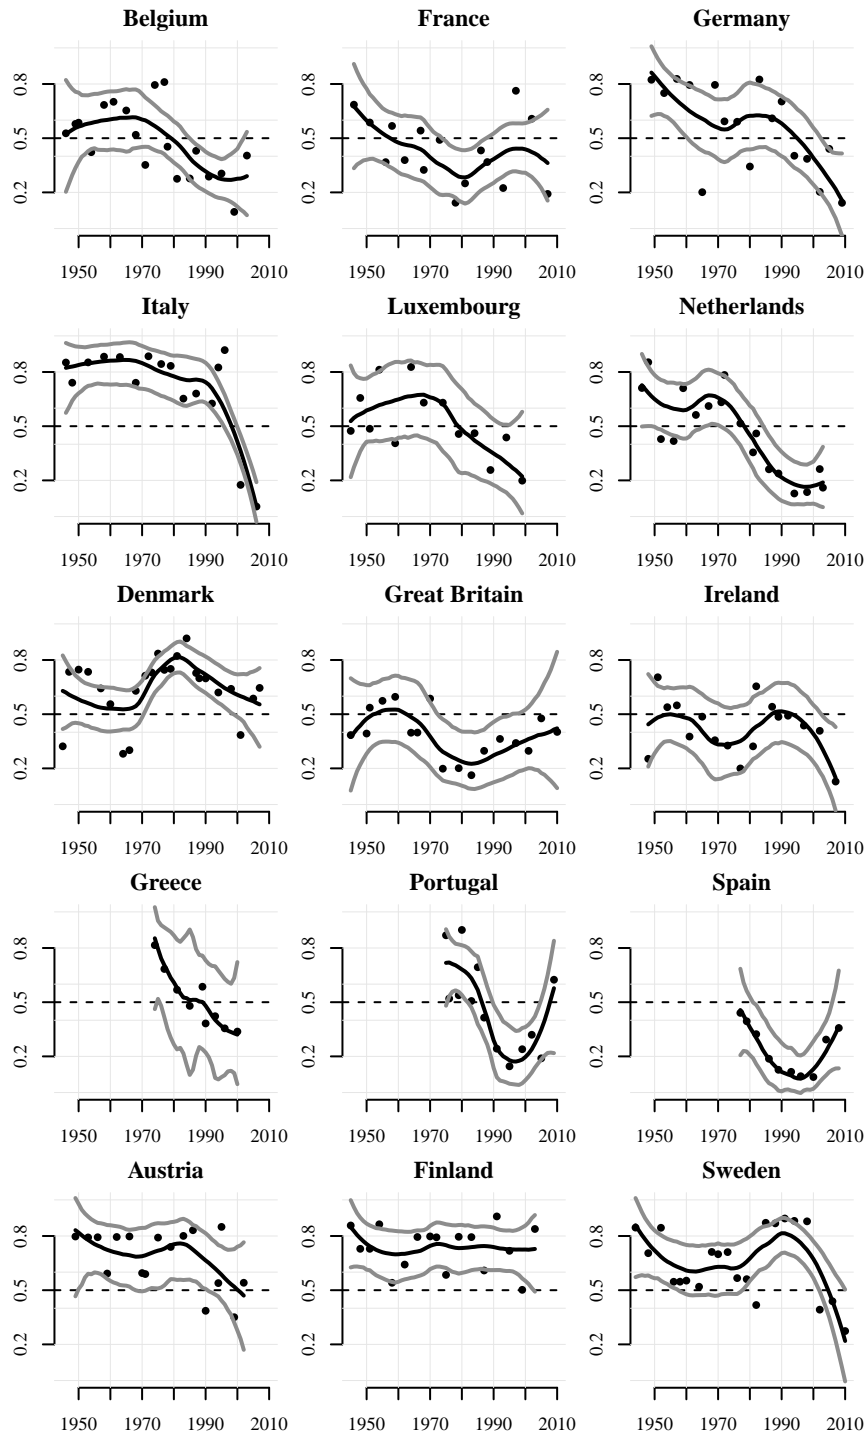 Belgium France Germany
0.2 0.5 0.8 0.2 0.5 0.8 0.2 0.5 0.8
1950 1970 1990 2010 1950 1970 1990 2010 1950 1970 1990 2010
Italy Luxembourg Netherlands
0.2 0.5 0.8 0.2 0.5 0.8 0.2 0.5 0.8
1950 1970 1990 2010 1950 1970 1990 2010 1950 1970 1990 2010
Denmark Great Britain Ireland
0.2 0.5 0.8 0.2 0.5 0.8 0.2 0.5 0.8
1950 1970 1990 2010 1950 1970 1990 2010 1950 1970 1990 2010
Greece Portugal Spain
0.2 0.5 0.8 0.2 0.5 0.8 0.2 0.5 0.8
1950 1970 1990 2010 1950 1970 1990 2010 1950 1970 1990 2010
Austria Finland Sweden
0.2 0.5 0.8 0.2 0.5 0.8 0.2 0.5 0.8
1950 1970 1990 2010 1950 1970 1990 2010 1950 1970 1990 2010